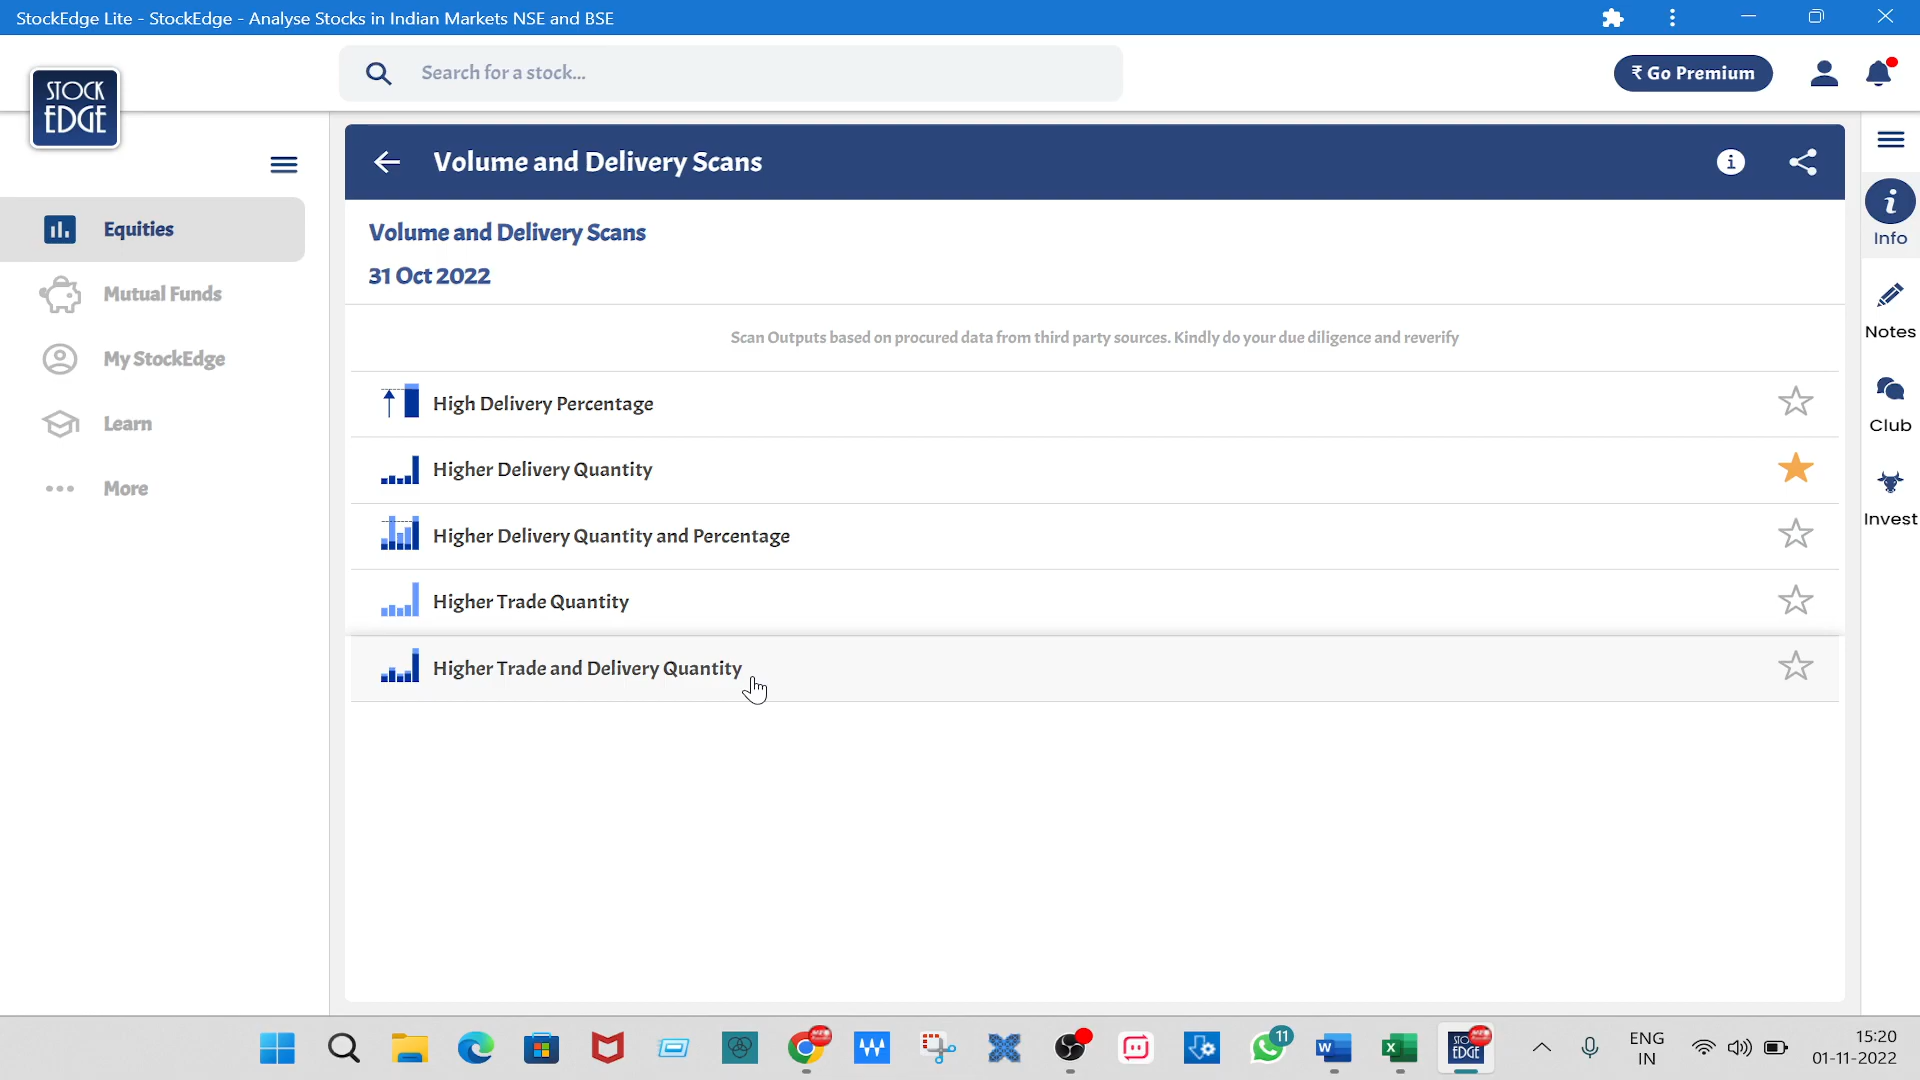 StockEdge Lite - StockEdge - Analyse Stocks in Indian Markets NSE and BSE
STOCK
EDGE
Search for a stock...
₹ Go Premium
Equities
Mutual Funds
My StockEdge
Learn
More
Volume and Delivery Scans
Volume and Delivery Scans
31 Oct 2022
Scan Outputs based on procured data from third party sources. Kindly do your due diligence and reverify
High Delivery Percentage
Higher Delivery Quantity
Higher Delivery Quantity and Percentage
Higher Trade Quantity
Higher Trade and Delivery Quantity
Info
Notes
Club
Invest
11
ENG
IN
15:20
01-11-2022